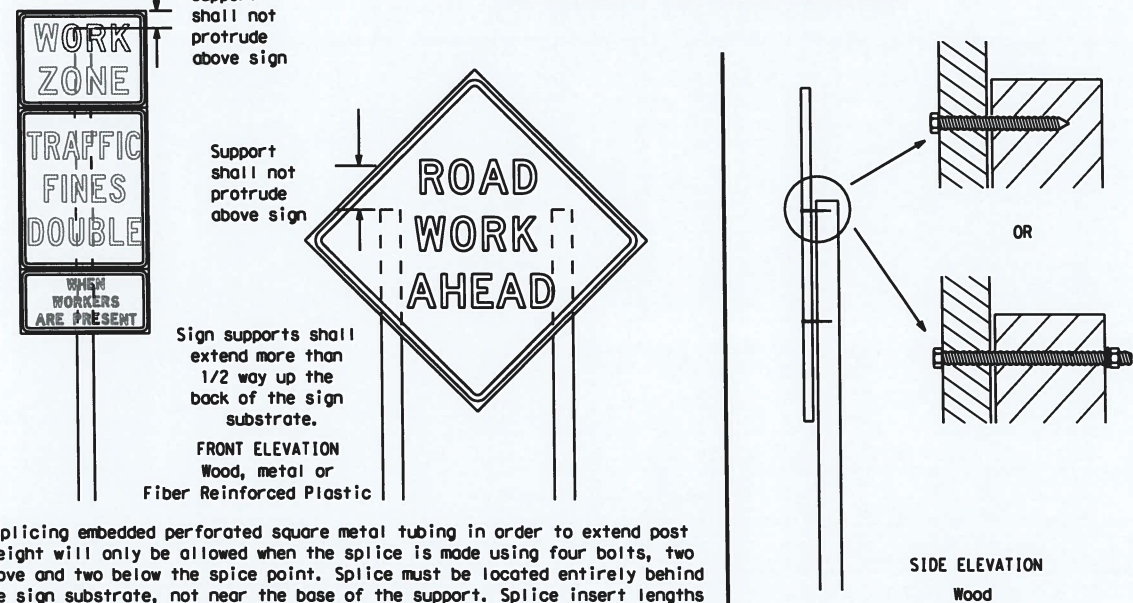 shall not
protrude
above sign
WORK
ZONE
TRAFFIC
FINES
DOUBLE
WHEN
WORKERS
ARE PRESENT
Support
shall not
protrude
above sign
ROAD
WORK
AHEAD
Sign supports shall
extend more than
1/2 way up the
back of the sign
substrate.
FRONT ELEVATION
Wood, metal or
Fiber Reinforced Plastic
OR
SIDE ELEVATION
Wood
plicing embedded perforated square metal tubing in order to extend post
eight will only be allowed when the splice is made using four bolts, two
ove and two below the spice point. Splice must be located entirely behind
e sign substrate, not near the base of the support. Splice insert lengths